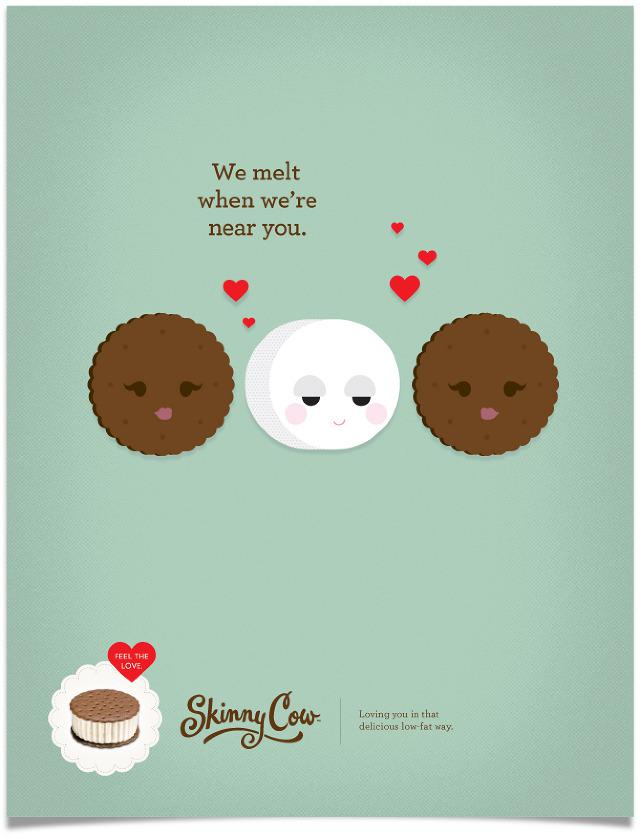 We melt
when we're
near you.
FEEL THE
LOVE.
Skinny Cow
Loving you in that
delicious low-fat way.